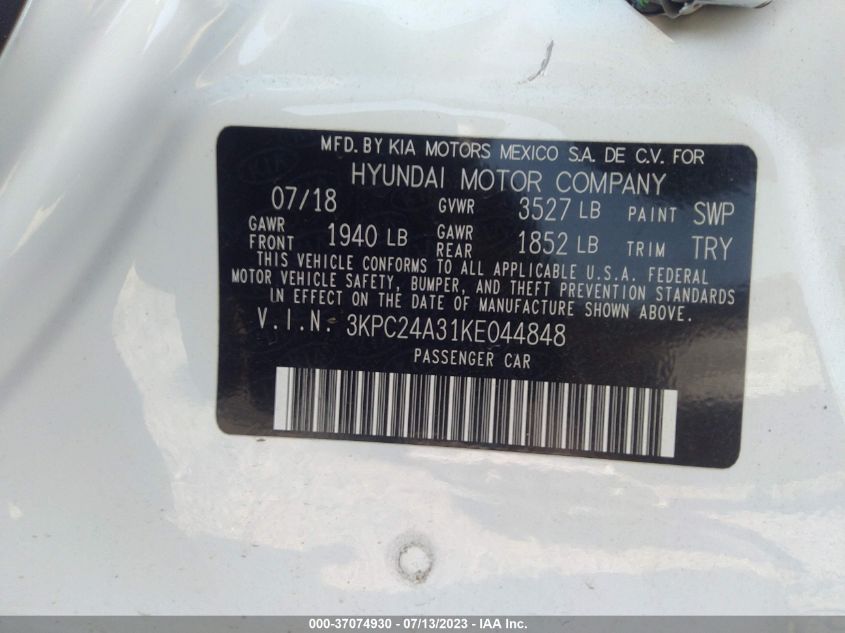 MFD. BY KIA MOTORS MEXICO S.A. DE C.V. FOR
HYUNDAI MOTOR COMPANY
07/18 GVWR 3527 LB PAINT SWP
GAWR FRONT 1940 LB GAWR REAR 1852 LB TRIM TRY
THIS VEHICLE CONFORMS TO ALL APPLICABLE U.S.A. FEDERAL
MOTOR VEHICLE SAFETY, BUMPER, AND THEFT PREVENTION STANDARDS
IN EFFECT ON THE DATE OF MANUFACTURE SHOWN ABOVE.
V.I.N. 3KPC24A31KE044848
PASSENGER CAR
000-37074930 - 07/13/2023 - IAA Inc.